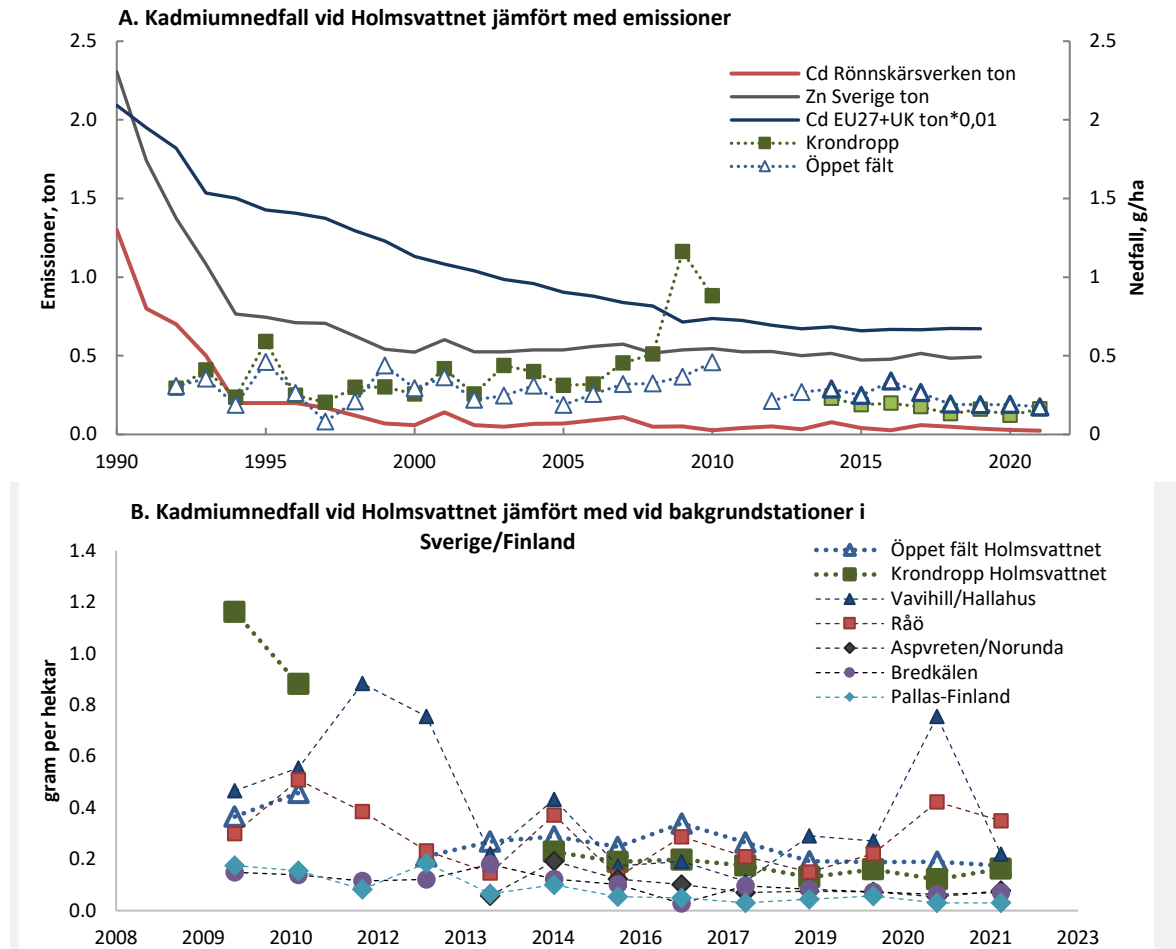 A. Kadmiumnedfall vid Holmsvattnet jämfört med emissioner
2.5
2.0
1.5
1.0
0.5
0.0
Emissioner, ton
2.5
2
1.5
1
0.5
0
Nedfall, g/ha
Cd Rönnskärsverken ton
Zn Sverige ton
Cd EU27+UK ton*0,01
Krondropp
Öppet fält
1990 1995 2000 2005 2010 2015 2020
B. Kadmiumnedfall vid Holmsvattnet jämfört med vid bakgrundstationer i
Sverige/Finland
1.4
1.2
1.0
0.8
0.6
0.4
0.2
0.0
gram per hektar
Öppet fält Holmsvattnet
Krondropp Holmsvattnet
Vavihill/Hallahus
Råö
Aspvreten/Norunda
Bredkälen
Pallas-Finland
2008 2009 2010 2012 2013 2014 2016 2017 2019 2020 2021 2023